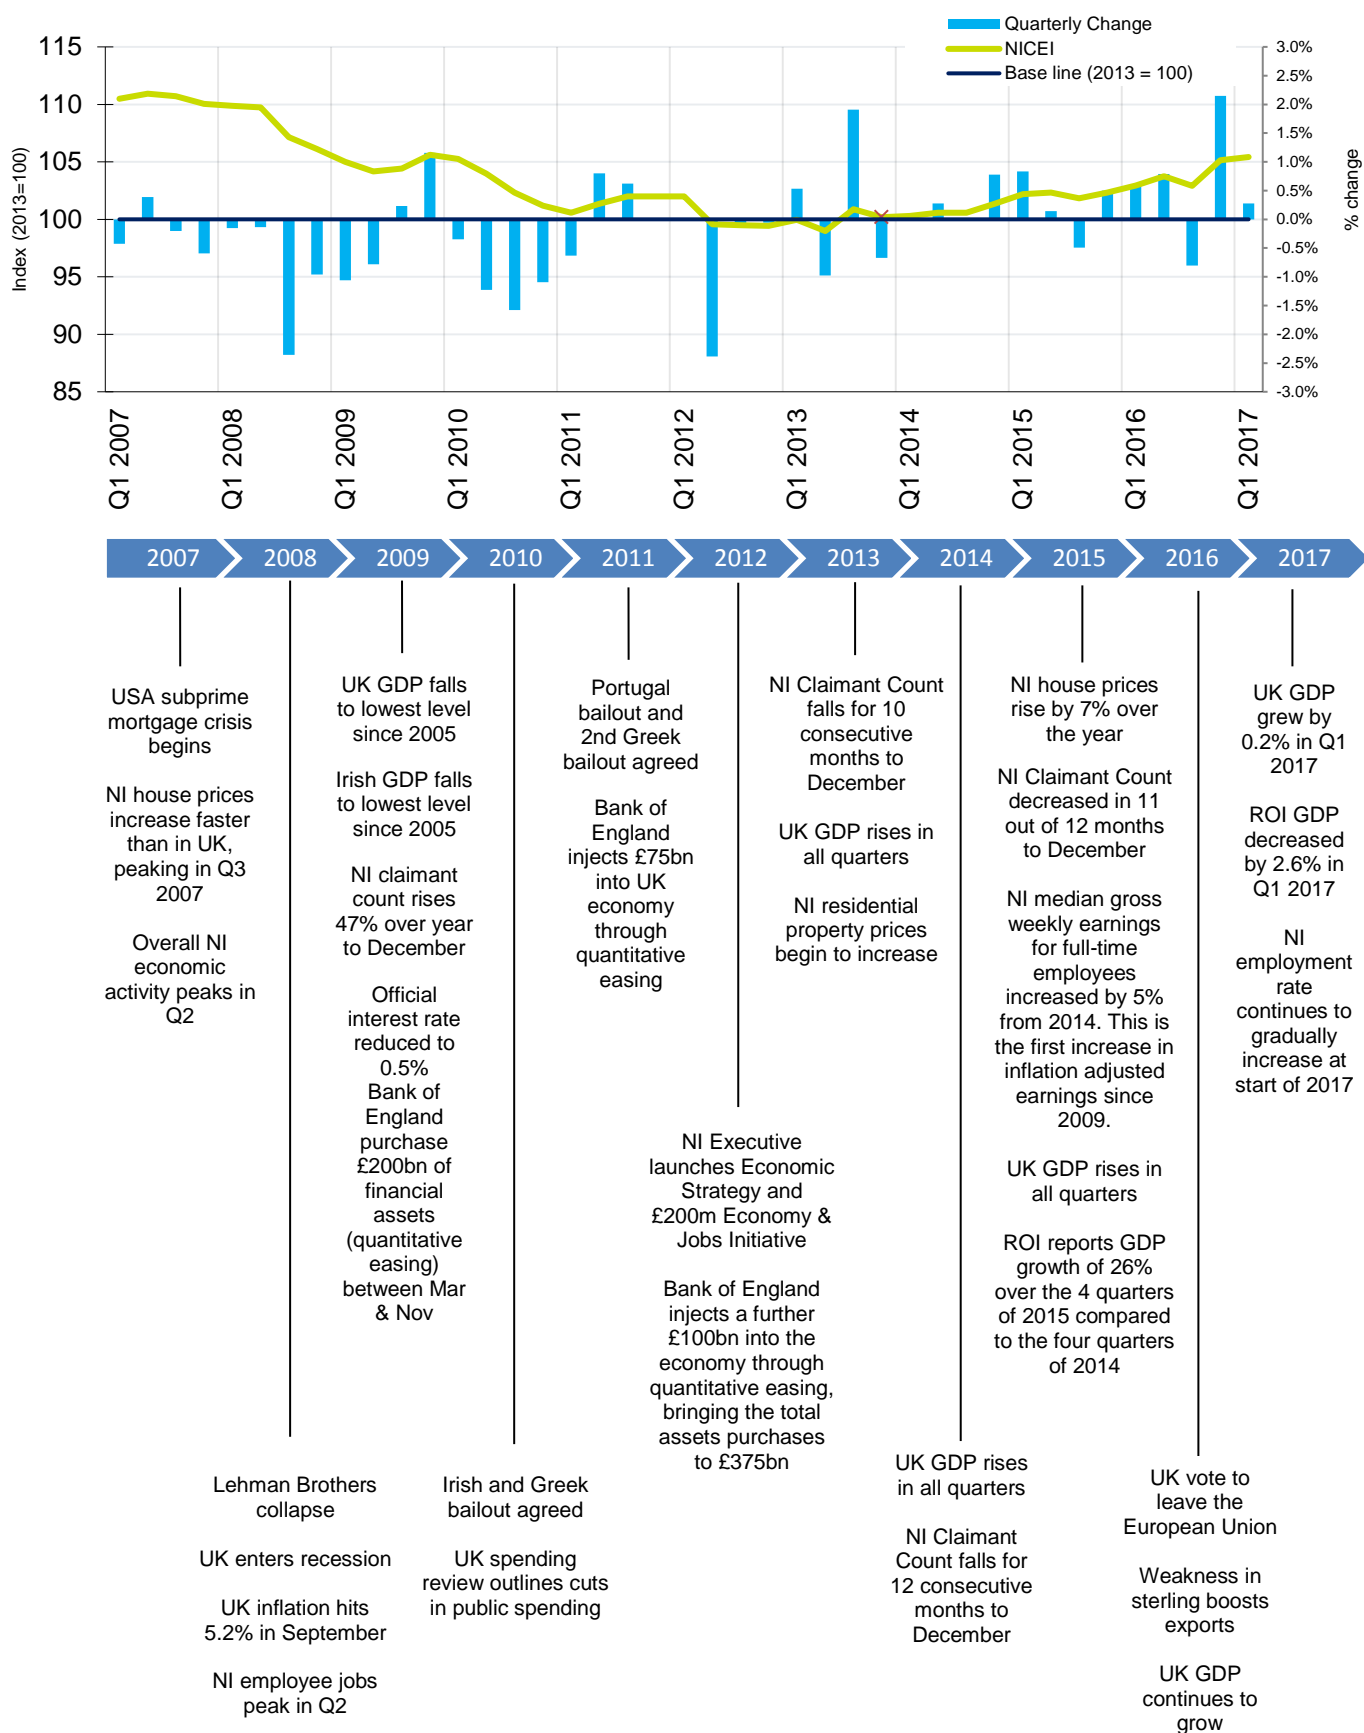 Quarterly Change
NICEI
Base line (2013 = 100)
115
110
105
100
95
90
85
Index (2013=100)
3.0%
2.5%
2.0%
1.5%
1.0%
0.5%
0.0%
-0.5%
-1.0%
-1.5%
-2.0%
-2.5%
-3.0%
% change
Q1 2007
Q1 2008
Q1 2009
Q1 2010
Q1 2011
Q1 2012
Q1 2013
Q1 2014
Q1 2015
Q1 2016
Q1 2017
2007
2008
2009
2010
2011
2012
2013
2014
2015
2016
2017
USA subprime
mortgage crisis
begins
NI house prices
increase faster
than in UK,
peaking in Q3
2007
Overall NI
economic
activity peaks in
Q2
Lehman Brothers
collapse
UK enters recession
UK inflation hits
5.2% in September
NI employee jobs
peak in Q2
UK GDP falls
to lowest level
since 2005
Irish GDP falls
to lowest level
since 2005
NI claimant
count rises
47% over year
to December
Official
interest rate
reduced to
0.5%
Bank of
England
purchase
£200bn of
financial
assets
(quantitative
easing)
between Mar
& Nov
Irish and Greek
bailout agreed
UK spending
review outlines cuts
in public spending
Portugal
bailout and
2nd Greek
bailout agreed
Bank of
England
injects £75bn
into UK
economy
through
quantitative
easing
NI Executive
launches Economic
Strategy and
£200m Economy &
Jobs Initiative
Bank of England
injects a further
£100bn into the
economy through
quantitative easing,
bringing the total
assets purchases
to £375bn
NI Claimant Count
falls for 10
consecutive
months to
December
UK GDP rises in
all quarters
NI residential
property prices
begin to increase
UK GDP rises
in all quarters
NI Claimant
Count falls for
12 consecutive
months to
December
NI house prices
rise by 7% over
the year
NI Claimant Count
decreased in 11
out of 12 months
to December
NI median gross
weekly earnings
for full-time
employees
increased by 5%
from 2014. This is
the first increase in
inflation adjusted
earnings since
2009.
UK GDP rises in
all quarters
ROI reports GDP
growth of 26%
over the 4 quarters
of 2015 compared
to the four quarters
of 2014
UK vote to
leave the
European Union
Weakness in
sterling boosts
exports
UK GDP
continues to
grow
UK GDP
grew by
0.2% in Q1
2017
ROI GDP
decreased
by 2.6% in
Q1 2017
NI
employment
rate
continues to
gradually
increase at
start of 2017